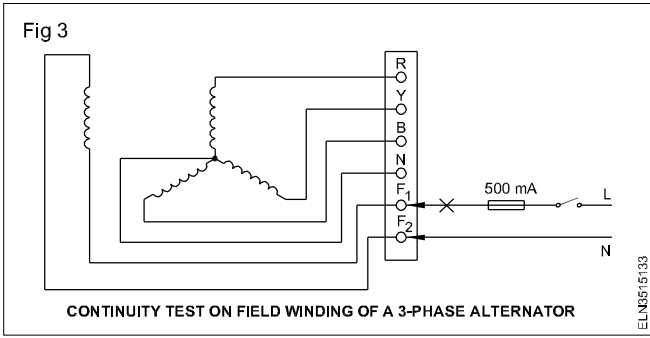 Fig 3
R
Y
B
N
F1
500 mA
L
F2
N
CONTINUITY TEST ON FIELD WINDING OF A 3-PHASE ALTERNATOR
ELN3515133